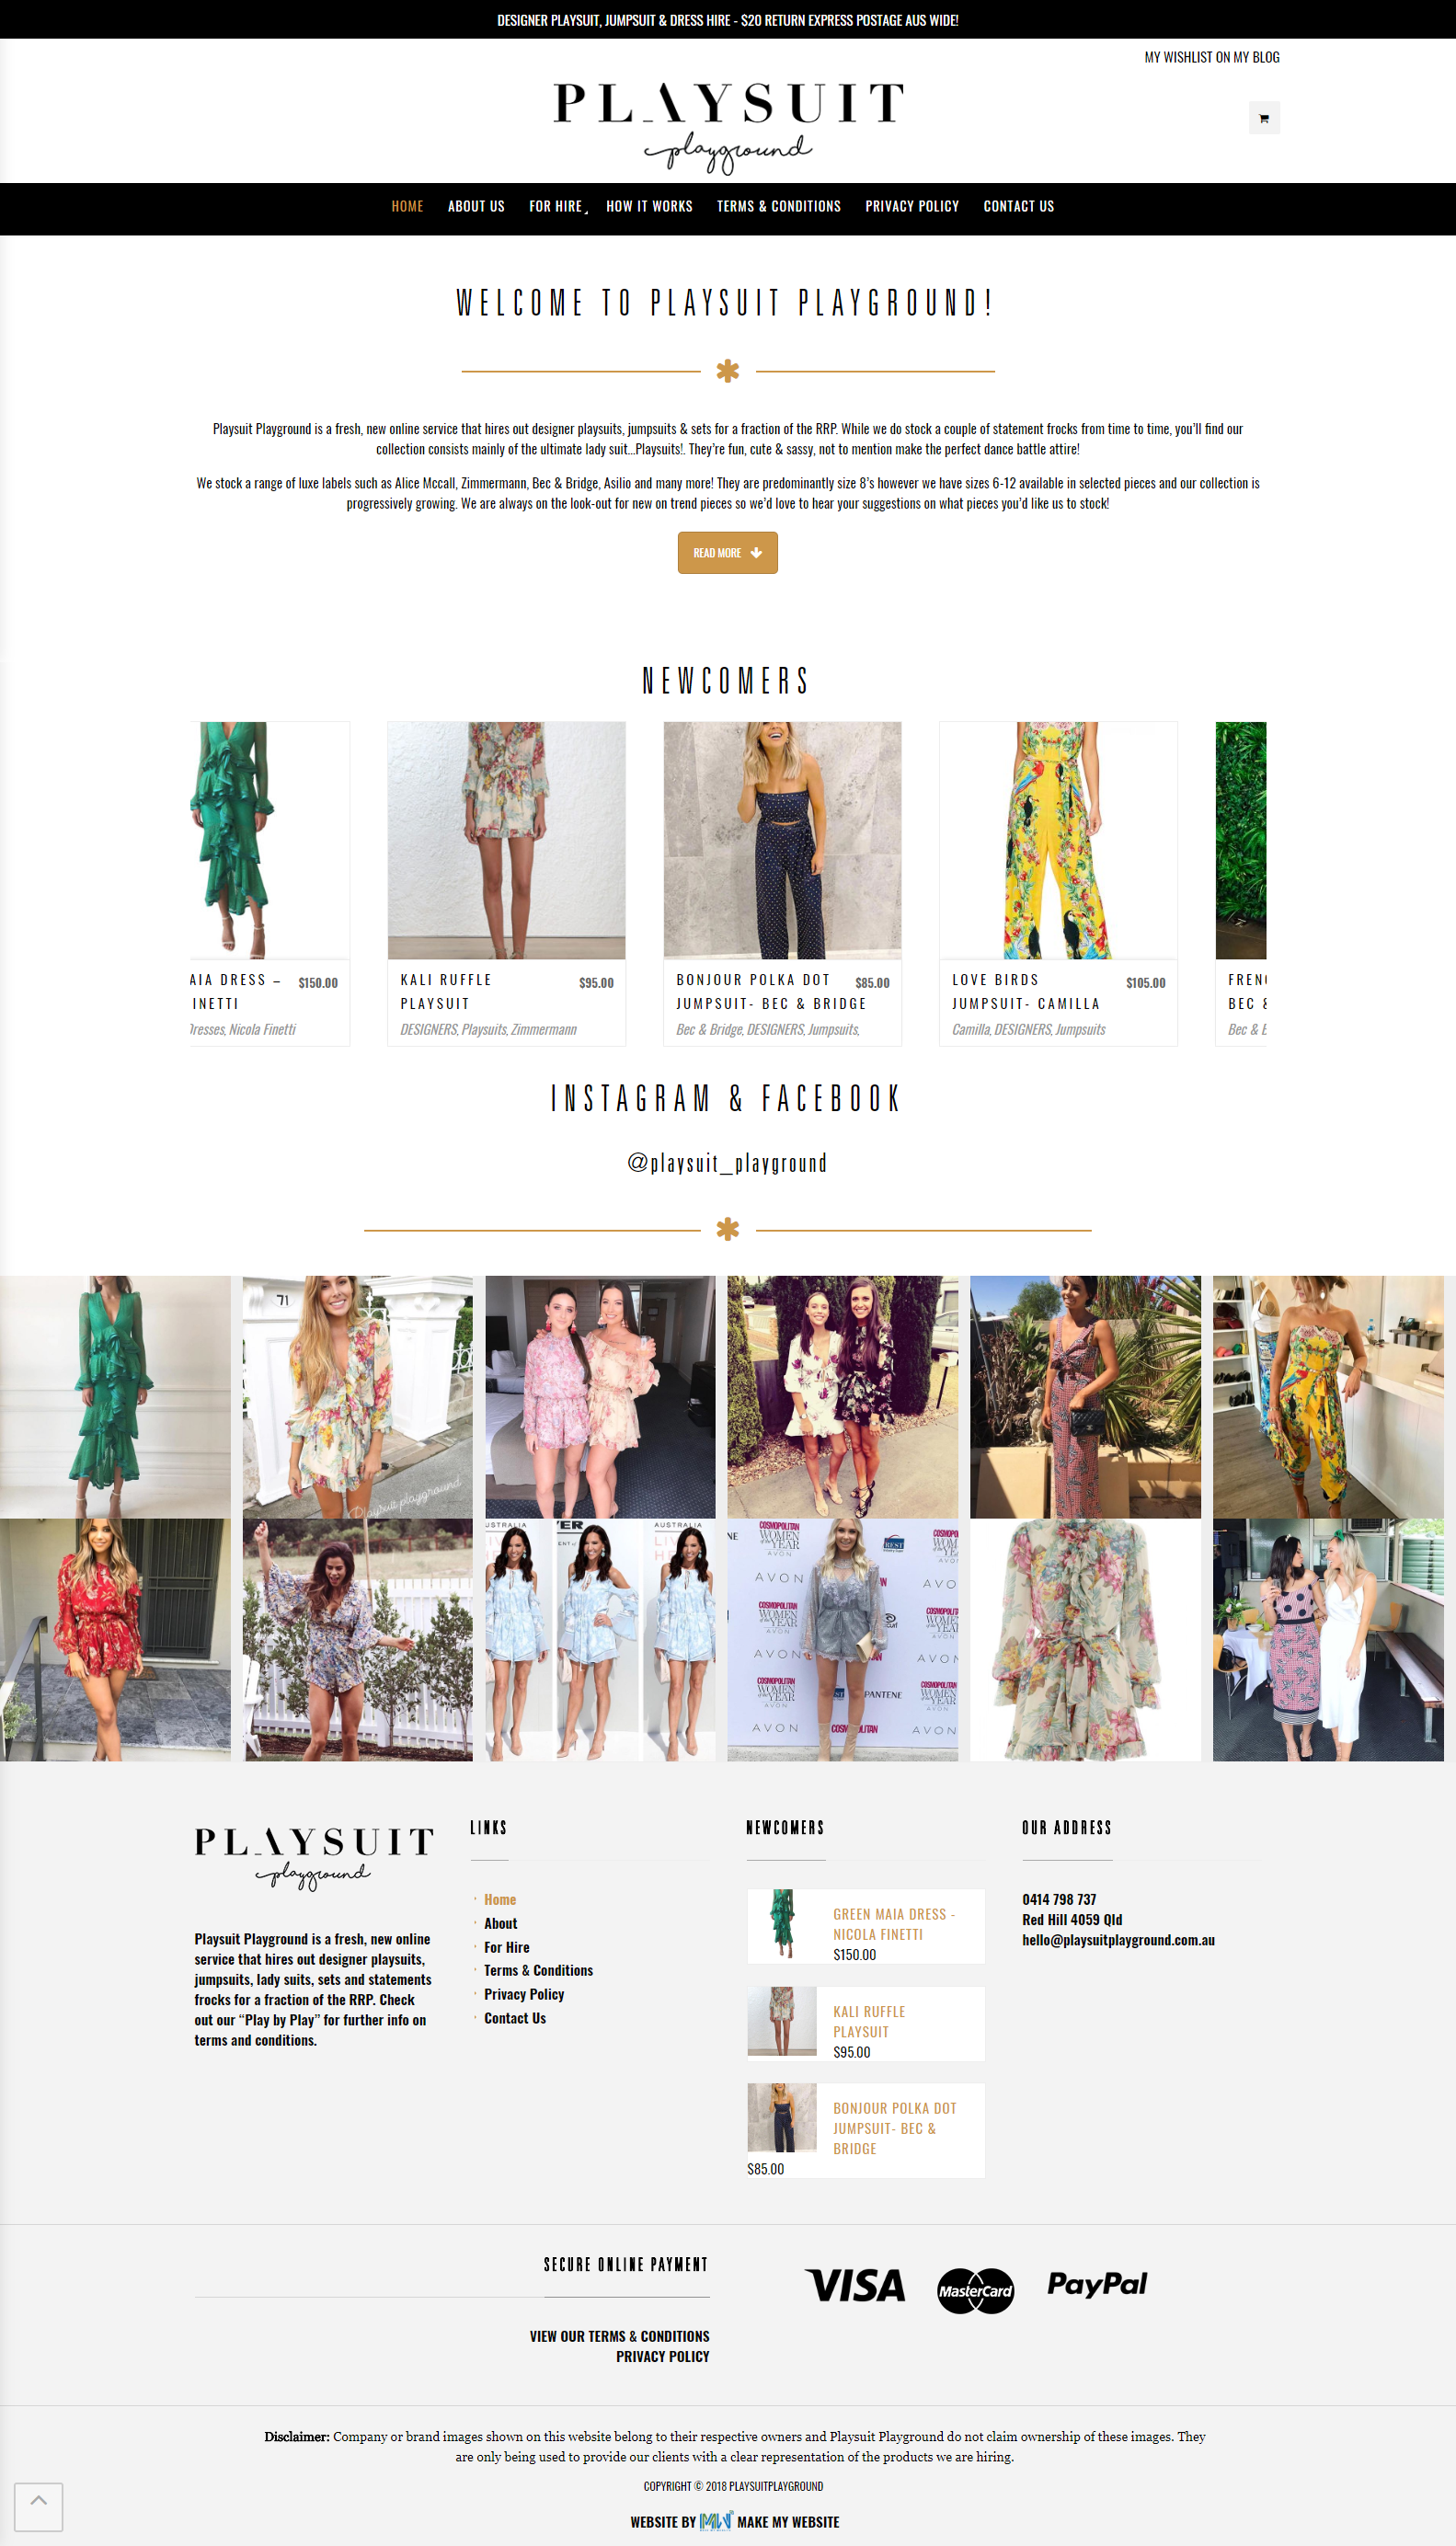 DESIGNER PLAYSUIT, JUMPSUIT & DRESS HIRE - $20 RETURN EXPRESS POSTAGE AUS WIDE!
MY WISHLIST ON MY BLOG
PLAYSUIT
playground
HOME ABOUT US FOR HIRE HOW IT WORKS TERMS & CONDITIONS PRIVACY POLICY CONTACT US
WELCOME TO PLAYSUIT PLAYGROUND!
Playsuit Playground is a fresh, new online service that hires out designer playsuits, jumpsuits & sets for a fraction of the RRP. While we do stock a couple of statement frocks from time to time, you'll find our
collection consists mainly of the ultimate lady suit...Playsuits!. They're fun, cute & sassy, not to mention make the perfect dance battle attire!
We stock a range of luxe labels such as Alice Mccall, Zimmermann, Bec & Bridge, Asilio and many more! They are predominantly size 8's however we have sizes 6-12 available in selected pieces and our collection is
progressively growing. We are always on the look-out for new on trend pieces so we'd love to hear your suggestions on what pieces you'd like us to stock!
READ MORE
NEWCOMERS
AIA DRESS – $150.00
INETTI
Dresses, Nicola Finetti
KALI RUFFLE $95.00
PLAYSUIT
DESIGNERS, Playsuits, Zimmermann
BONJOUR POLKA DOT $85.00
JUMPSUIT- BEC & BRIDGE
Bec & Bridge, DESIGNERS, Jumpsuits,
LOVE BIRDS $105.00
JUMPSUIT- CAMILLA
Camilla, DESIGNERS, Jumpsuits
FRENC
BEC &
Bec & B
INSTAGRAM & FACEBOOK
@playsuit_playground
71
Playsuit playground
AUSTRALIA
AUSTRALIA
COSMOPOLITAN
WOMEN
of the YEAR
AVON
BEST
PANTENE
PLAYSUIT
playground
Playsuit Playground is a fresh, new online
service that hires out designer playsuits,
jumpsuits, lady suits, sets and statements
frocks for a fraction of the RRP. Check
out our “Play by Play” for further info on
terms and conditions.
LINKS
Home
About
For Hire
Terms & Conditions
Privacy Policy
Contact Us
NEWCOMERS
GREEN MAIA DRESS -
NICOLA FINETTI
$150.00
KALI RUFFLE
PLAYSUIT
$95.00
BONJOUR POLKA DOT
JUMPSUIT- BEC &
BRIDGE
$85.00
OUR ADDRESS
0414 798 737
Red Hill 4059 Qld
hello@playsuitplayground.com.au
SECURE ONLINE PAYMENT
VIEW OUR TERMS & CONDITIONS
PRIVACY POLICY
VISA MasterCard PayPal
Disclaimer: Company or brand images shown on this website belong to their respective owners and Playsuit Playground do not claim ownership of these images. They
are only being used to provide our clients with a clear representation of the products we are hiring.
COPYRIGHT © 2018 PLAYSUITPLAYGROUND
WEBSITE BY MMW MAKE MY WEBSITE